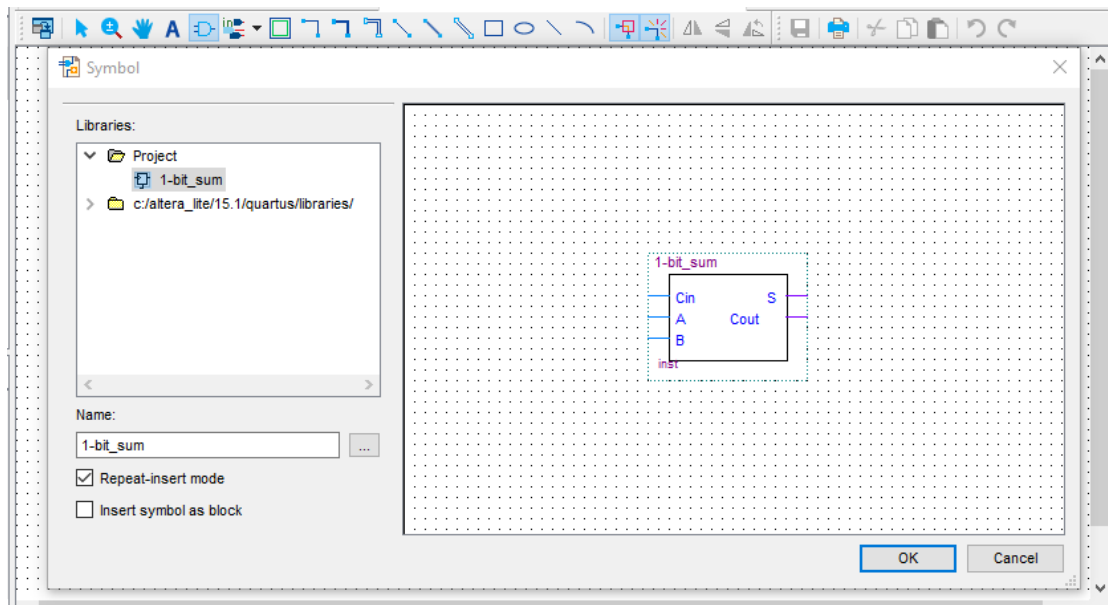 A
Symbol
Libraries:
Project
1-bit_sum
c:/altera_lite/15.1/quartus/libraries/
Name:
1-bit_sum
...
Repeat-insert mode
Insert symbol as block
1-bit_sum
Cin S
A Cout
B
inst
OK Cancel